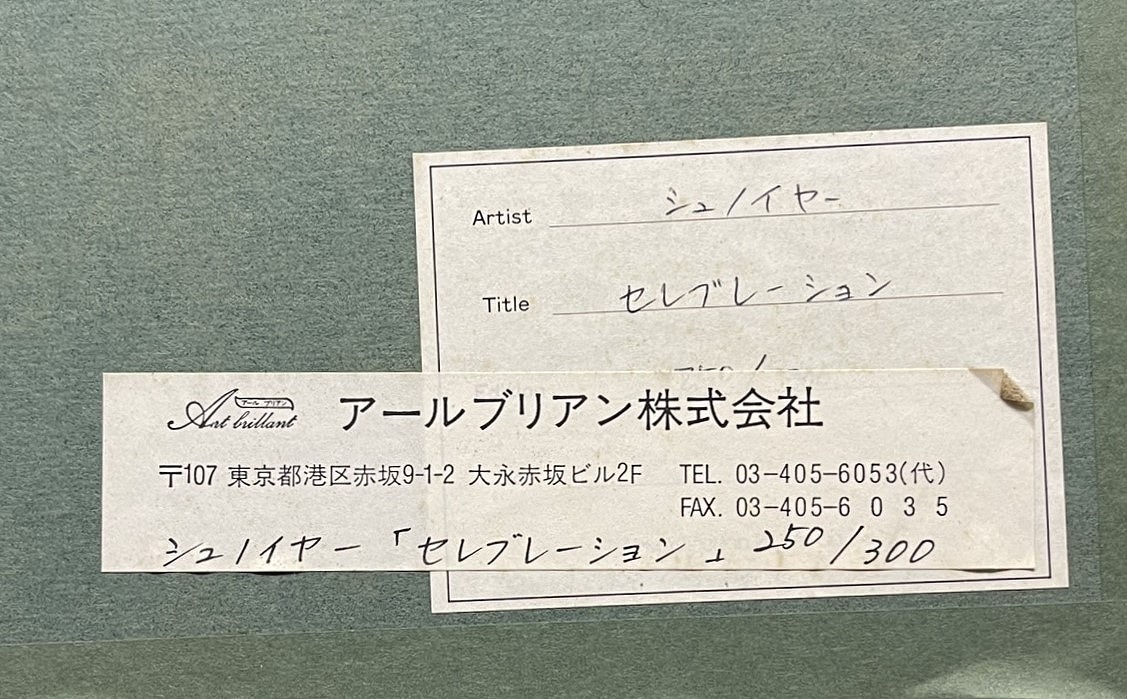 Artist シュノイヤー
Title セレブレーション
Art brillant アール ブリアン アールブリアン株式会社
〒107 東京都港区赤坂9-1-2 大永赤坂ビル2F TEL. 03-405-6053(代)
FAX. 03-405-6 0 3 5
シュノイヤー「セレブレーション」250/300